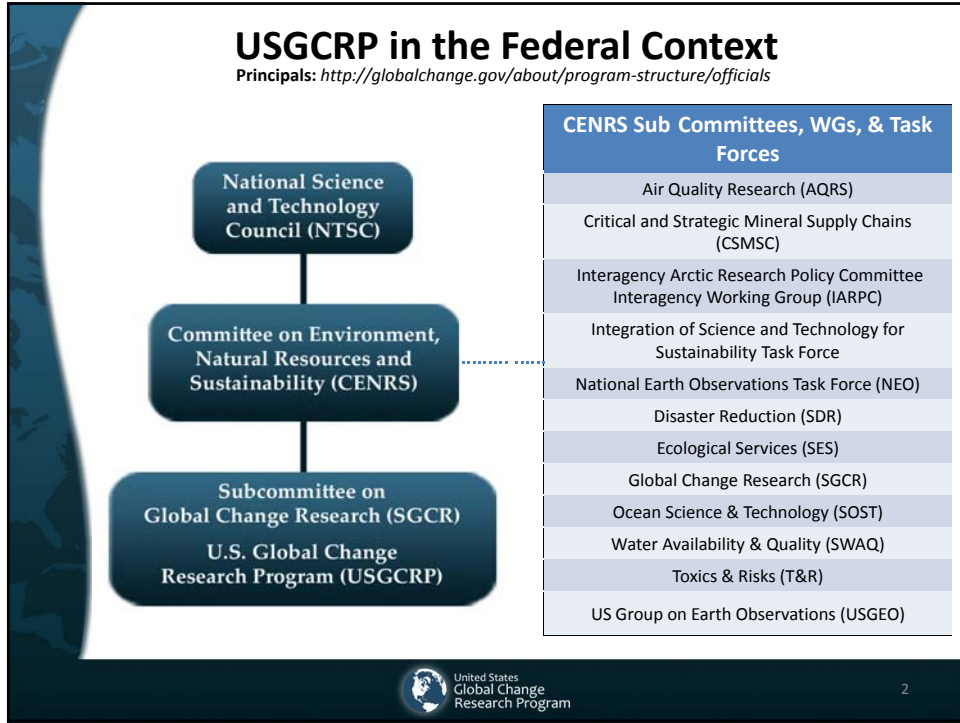 USGCRP in the Federal Context
Principals: http://globalchange.gov/about/program-structure/officials
National Science
and Technology
Council (NTSC)
Committee on Environment,
Natural Resources and
Sustainability (CENRS)
Subcommittee on
Global Change Research (SGCR)
U.S. Global Change
Research Program (USGCRP)
CENRS Sub Committees, WGs, & Task
Forces
Air Quality Research (AQRS)
Critical and Strategic Mineral Supply Chains
(CSMSC)
Interagency Arctic Research Policy Committee
Interagency Working Group (IARPC)
Integration of Science and Technology for
Sustainability Task Force
National Earth Observations Task Force (NEO)
Disaster Reduction (SDR)
Ecological Services (SES)
Global Change Research (SGCR)
Ocean Science & Technology (SOST)
Water Availability & Quality (SWAQ)
Toxics & Risks (T&R)
US Group on Earth Observations (USGEO)
United States
Global Change
Research Program
2